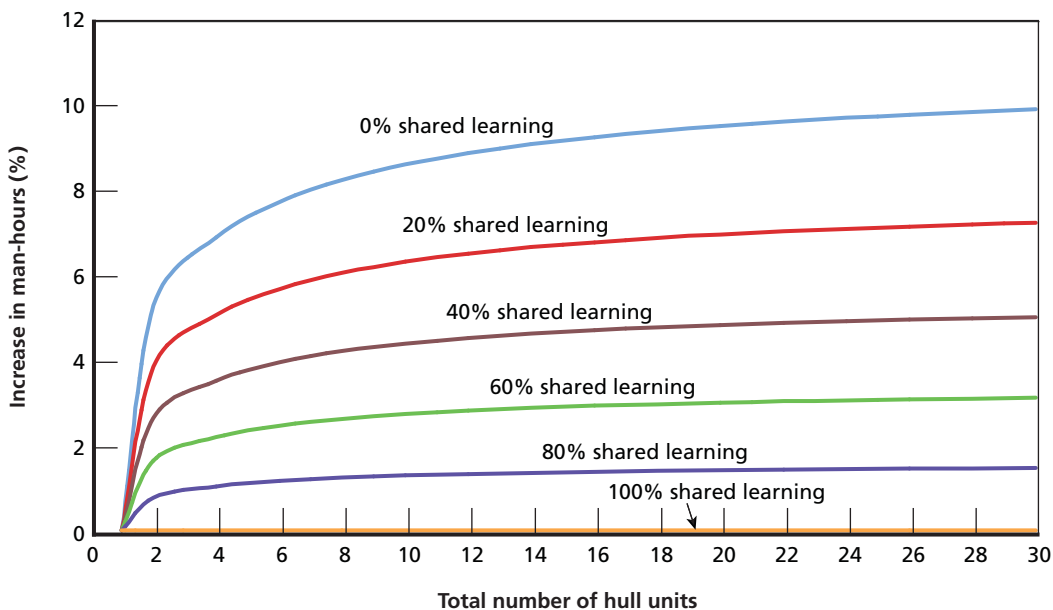 12
10
8
6
4
2
0
Increase in man-hours (%)
0% shared learning
20% shared learning
40% shared learning
60% shared learning
80% shared learning
100% shared learning
0 2 4 6 8 10 12 14 16 18 20 22 24 26 28 30
Total number of hull units